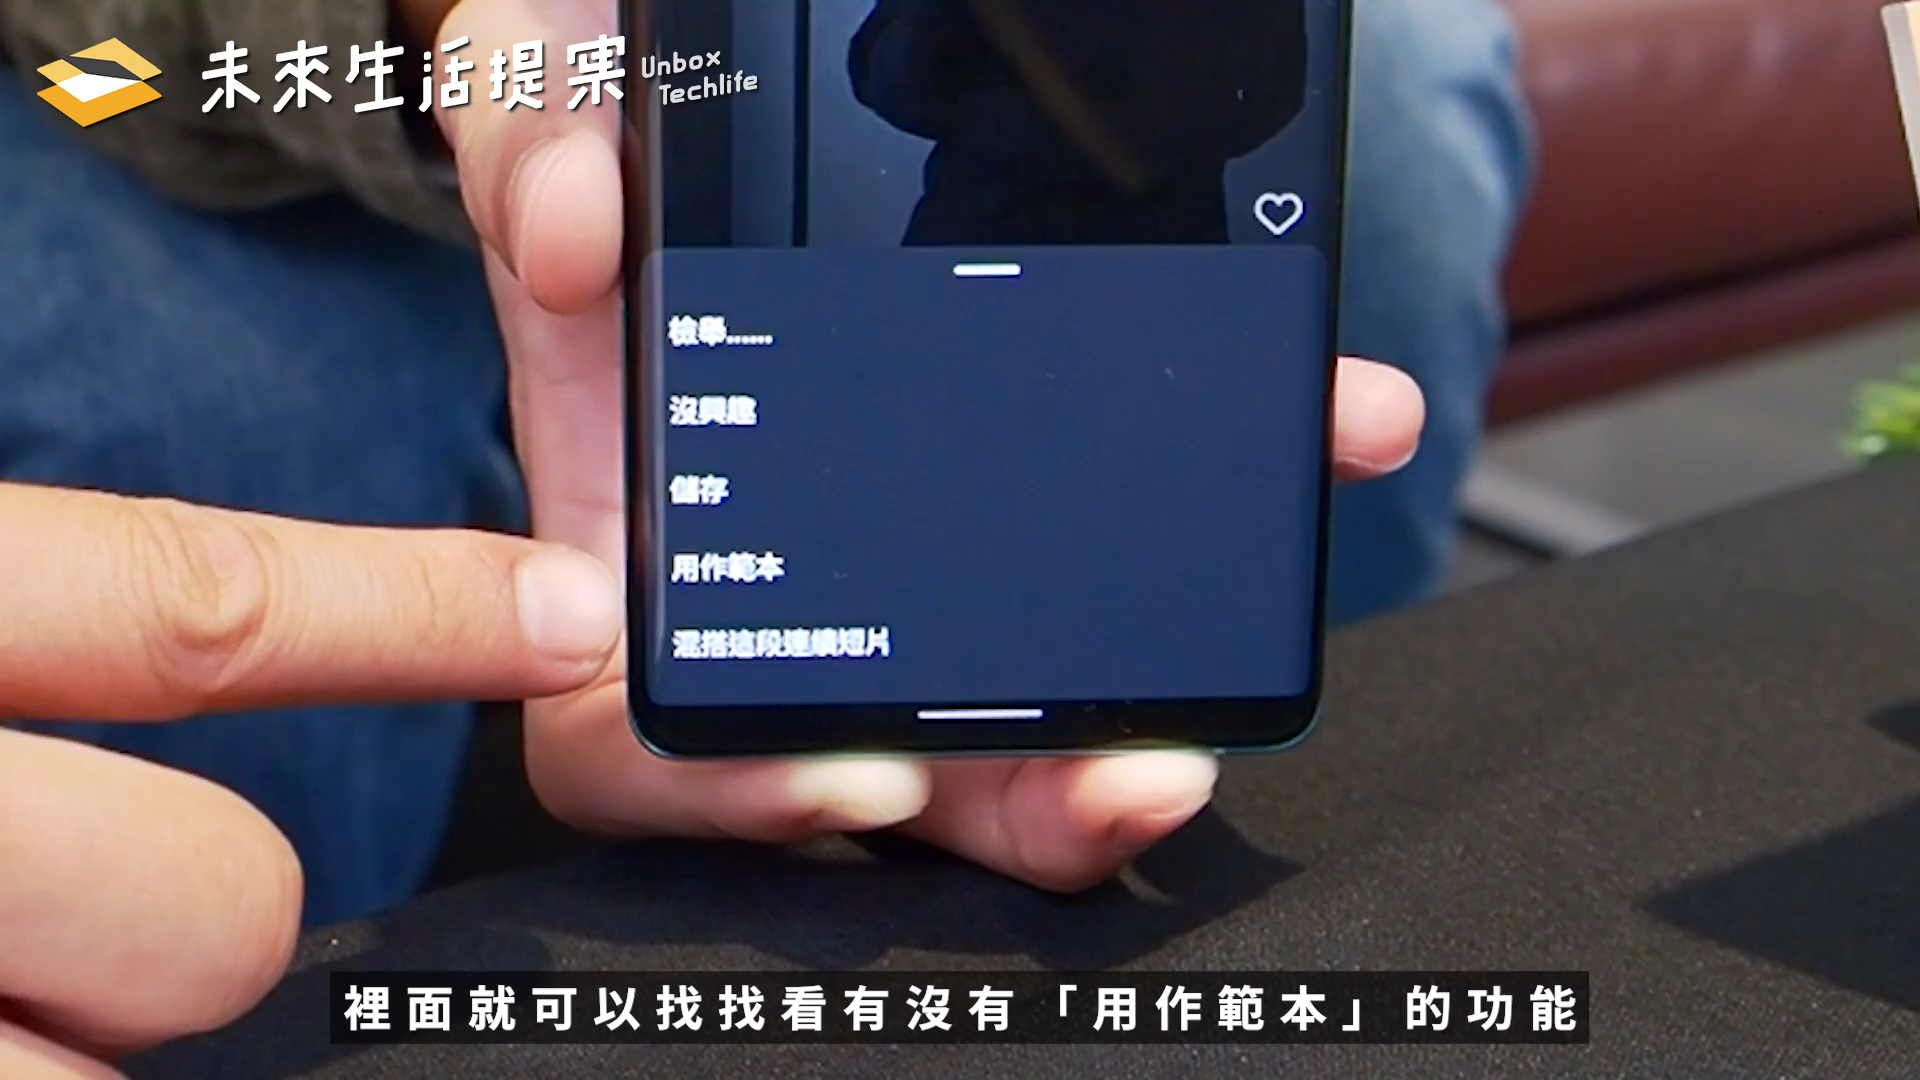 未來生活提案
Unbox
Techlife
檢舉......
沒興趣
儲存
用作範本
混搭這段連續短片
裡面就可以找找看有沒有「用作範本」的功能